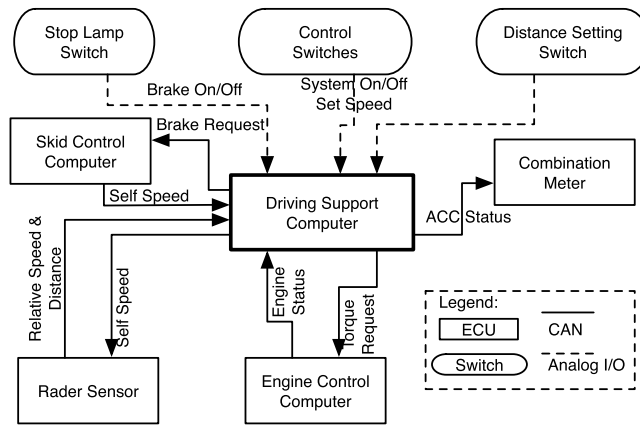 Stop Lamp
Switch
Control
Switches
Distance Setting
Switch
Brake On/Off
System On/Off
Set Speed
Brake Request
Skid Control
Computer
Self Speed
Driving Support
Computer
Combination
Meter
ACC Status
Relative Speed &
Distance
Self Speed
Engine
Status
Torque
Request
Rader Sensor
Engine Control
Computer
Legend:
ECU
CAN
Switch
Analog I/O